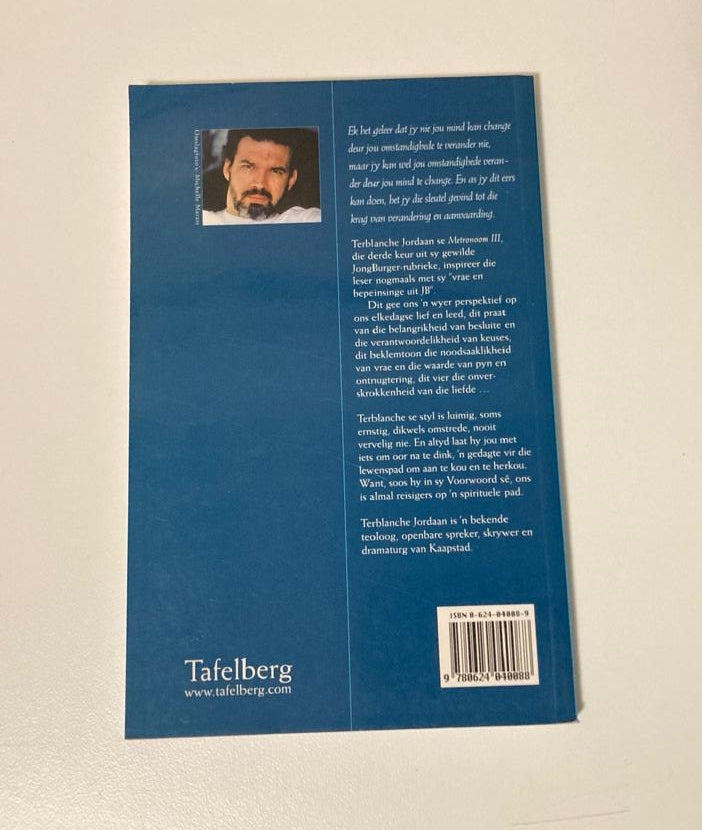 Omslagfoto's: Michelle Marais
Ek het geleer dat jy nie jou mind kan change
deur jou omstandighede te verander nie,
maar jy kan wel jou omstandighede veran-
der deur jou mind te change. En as jy dit eers
kan doen, het jy die sleutel gevind tot die
krag van verandering en aanvaarding.
Terblanche Jordaan se Metronoom III,
die derde keur uit sy gewilde
JongBurger-rubrieke, inspireer die
leser nogmaals met sy "vrae en
bepeinsinge uit JB".
Dit gee ons 'n wyer perspektief op
ons elkedagse lief en leed, dit praat
van die belangrikheid van besluite en
die verantwoordelikheid van keuses,
dit beklemtoon die noodsaaklikheid
van vrae en die waarde van pyn en
ontnugtering, dit vier die onver-
skrokkenheid van die liefde ...
Terblanche se styl is luimig, soms
ernstig, dikwels omstrede, nooit
vervelig nie. En altyd laat hy jou met
iets om oor na te dink, 'n gedagte vir die
lewenspad om aan te kou en te herkou.
Want, soos hy in sy Voorwoord sê, ons
is almal reisigers op 'n spirituele pad.
Terblanche Jordaan is 'n bekende
teoloog, openbare spreker, skrywer en
dramaturg van Kaapstad.
ISBN 0-624-04088-9
9 780624 040088
Tafelberg
www.tafelberg.com